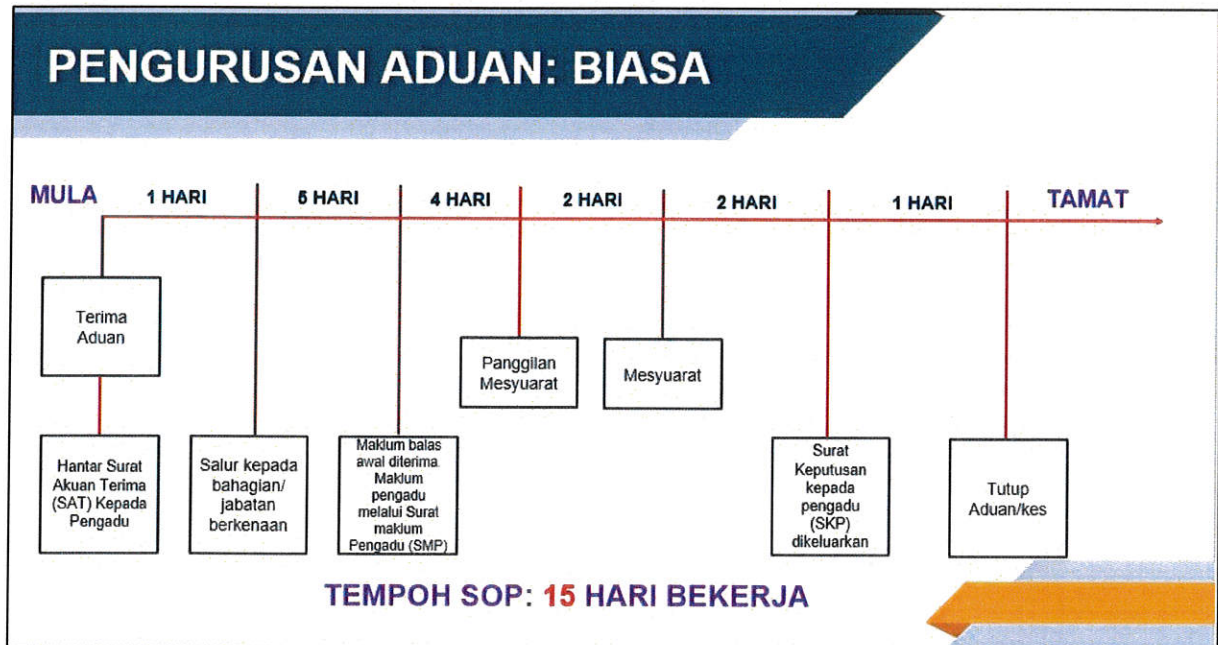 PENGURUSAN ADUAN: BIASA
MULA
1 HARI
5 HARI
4 HARI
2 HARI
2 HARI
1 HARI
TAMAT
Terima
Aduan
Panggilan
Mesyuarat
Mesyuarat
Hantar Surat
Akuan Terima
(SAT) Kepada
Pengadu
Salur kepada
bahagian/
jabatan
berkenaan
Maklum balas
awal diterima.
Maklum
pengadu
melalui Surat
maklum
Pengadu (SMP)
Surat
Keputusan
kepada
pengadu
(SKP)
dikeluarkan
Tutup
Aduan/kes
TEMPOH SOP: 15 HARI BEKERJA